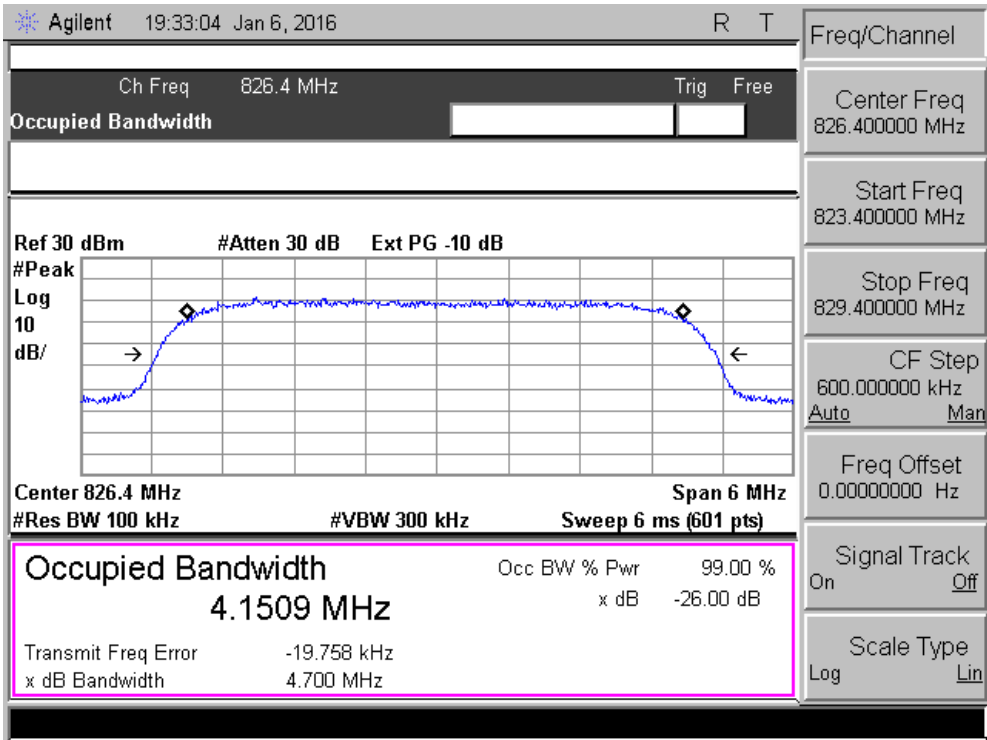 Agilent 19:33:04 Jan 6, 2016 R T
Ch Freq 826.4 MHz Trig Free
Occupied Bandwidth
Ref 30 dBm #Atten 30 dB Ext PG -10 dB
#Peak
Log
10
dB/
Center 826.4 MHz Span 6 MHz
#Res BW 100 kHz #VBW 300 kHz Sweep 6 ms (601 pts)
Occupied Bandwidth Occ BW % Pwr 99.00 %
4.1509 MHz x dB -26.00 dB
Transmit Freq Error -19.758 kHz
x dB Bandwidth 4.700 MHz
Freq/Channel
Center Freq
826.400000 MHz
Start Freq
823.400000 MHz
Stop Freq
829.400000 MHz
CF Step
600.000000 kHz
Auto Man
Freq Offset
0.00000000 Hz
Signal Track
On Off
Scale Type
Log Lin